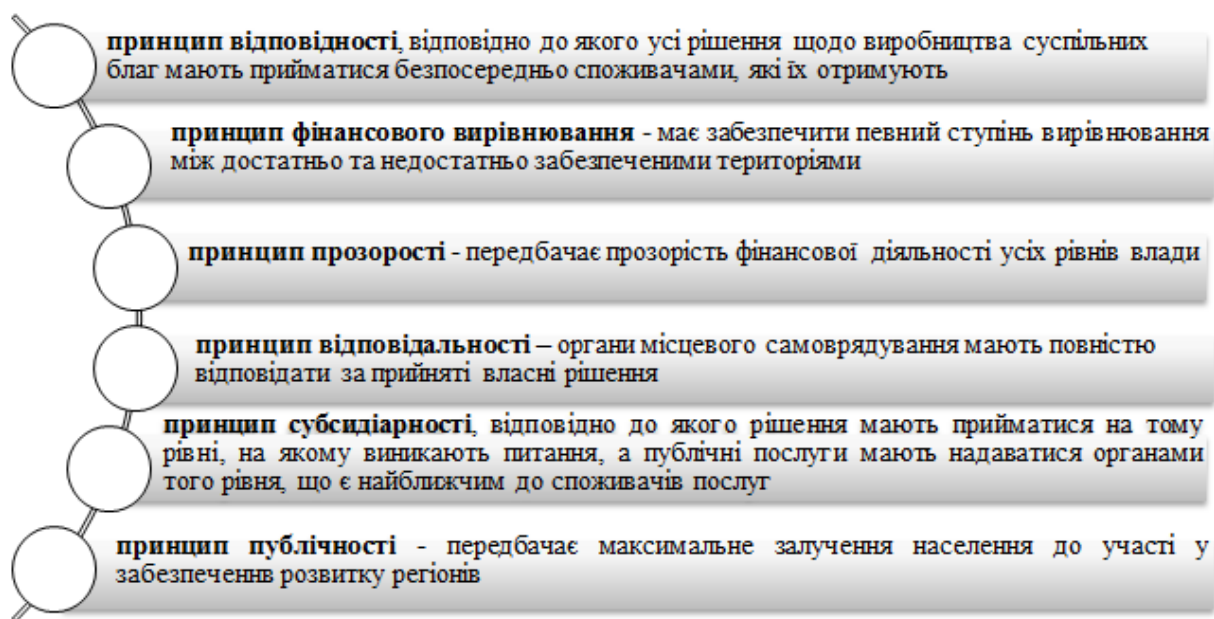 принцип відповідності, відповідно до якого усі рішення щодо виробництва суспільних
благ мають прийматися безпосередньо споживачами, які їх отримують
принцип фінансового вирівнювання - має забезпечити певний ступінь вирівнювання
між достатньо та недостатньо забезпеченими територіями
принцип прозорості - передбачає прозорість фінансової діяльності усіх рівнів влади
принцип відповідальності – органи місцевого самоврядування мають повністю
відповідати за прийняті власні рішення
принцип субсидіарності, відповідно до якого рішення мають прийматися на тому
рівні, на якому виникають питання, а публічні послуги мають надаватися органами
того рівня, що є найближчим до споживачів послуг
принцип публічності - передбачає максимальне залучення населення до участі у
забезпеченнв розвитку регіонів